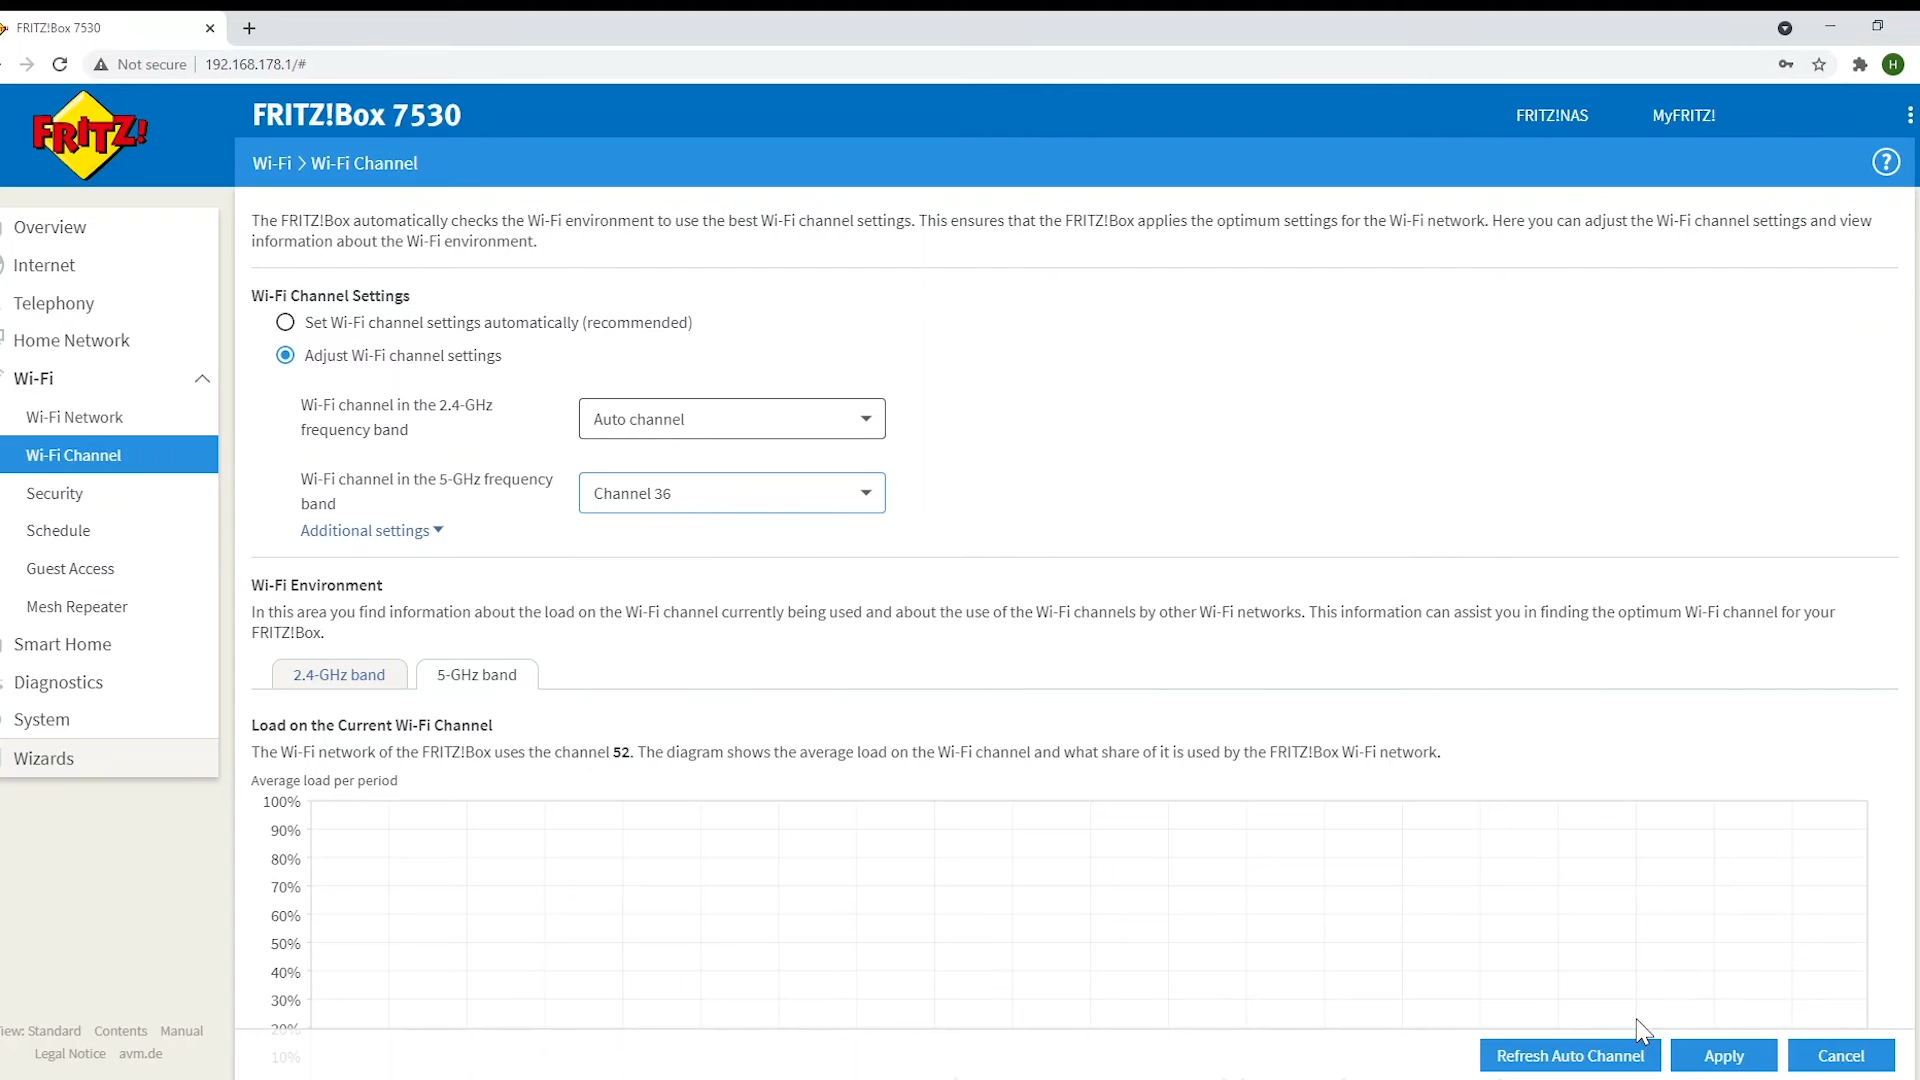 FRITZ!Box 7530
Not secure
192.168.178.1/#
H
FRITZ!
FRITZ!Box 7530
FRITZ!NAS
MyFRITZ!
Wi-Fi > Wi-Fi Channel
?
Overview
Internet
Telephony
Home Network
Wi-Fi
Wi-Fi Network
Wi-Fi Channel
Security
Schedule
Guest Access
Mesh Repeater
Smart Home
Diagnostics
System
Wizards
iew: Standard Contents Manual
Legal Notice avm.de
The FRITZ!Box automatically checks the Wi-Fi environment to use the best Wi-Fi channel settings. This ensures that the FRITZ!Box applies the optimum settings for the Wi-Fi network. Here you can adjust the Wi-Fi channel settings and view
information about the Wi-Fi environment.
Wi-Fi Channel Settings
Set Wi-Fi channel settings automatically (recommended)
Adjust Wi-Fi channel settings
Wi-Fi channel in the 2.4-GHz
frequency band
Auto channel
Wi-Fi channel in the 5-GHz frequency
band
Channel 36
Additional settings
Wi-Fi Environment
In this area you find information about the load on the Wi-Fi channel currently being used and about the use of the Wi-Fi channels by other Wi-Fi networks. This information can assist you in finding the optimum Wi-Fi channel for your
FRITZ!Box.
2.4-GHz band
5-GHz band
Load on the Current Wi-Fi Channel
The Wi-Fi network of the FRITZ!Box uses the channel 52. The diagram shows the average load on the Wi-Fi channel and what share of it is used by the FRITZ!Box Wi-Fi network.
Average load per period
100%
90%
80%
70%
60%
50%
40%
30%
20%
10%
Refresh Auto Channel
Apply
Cancel